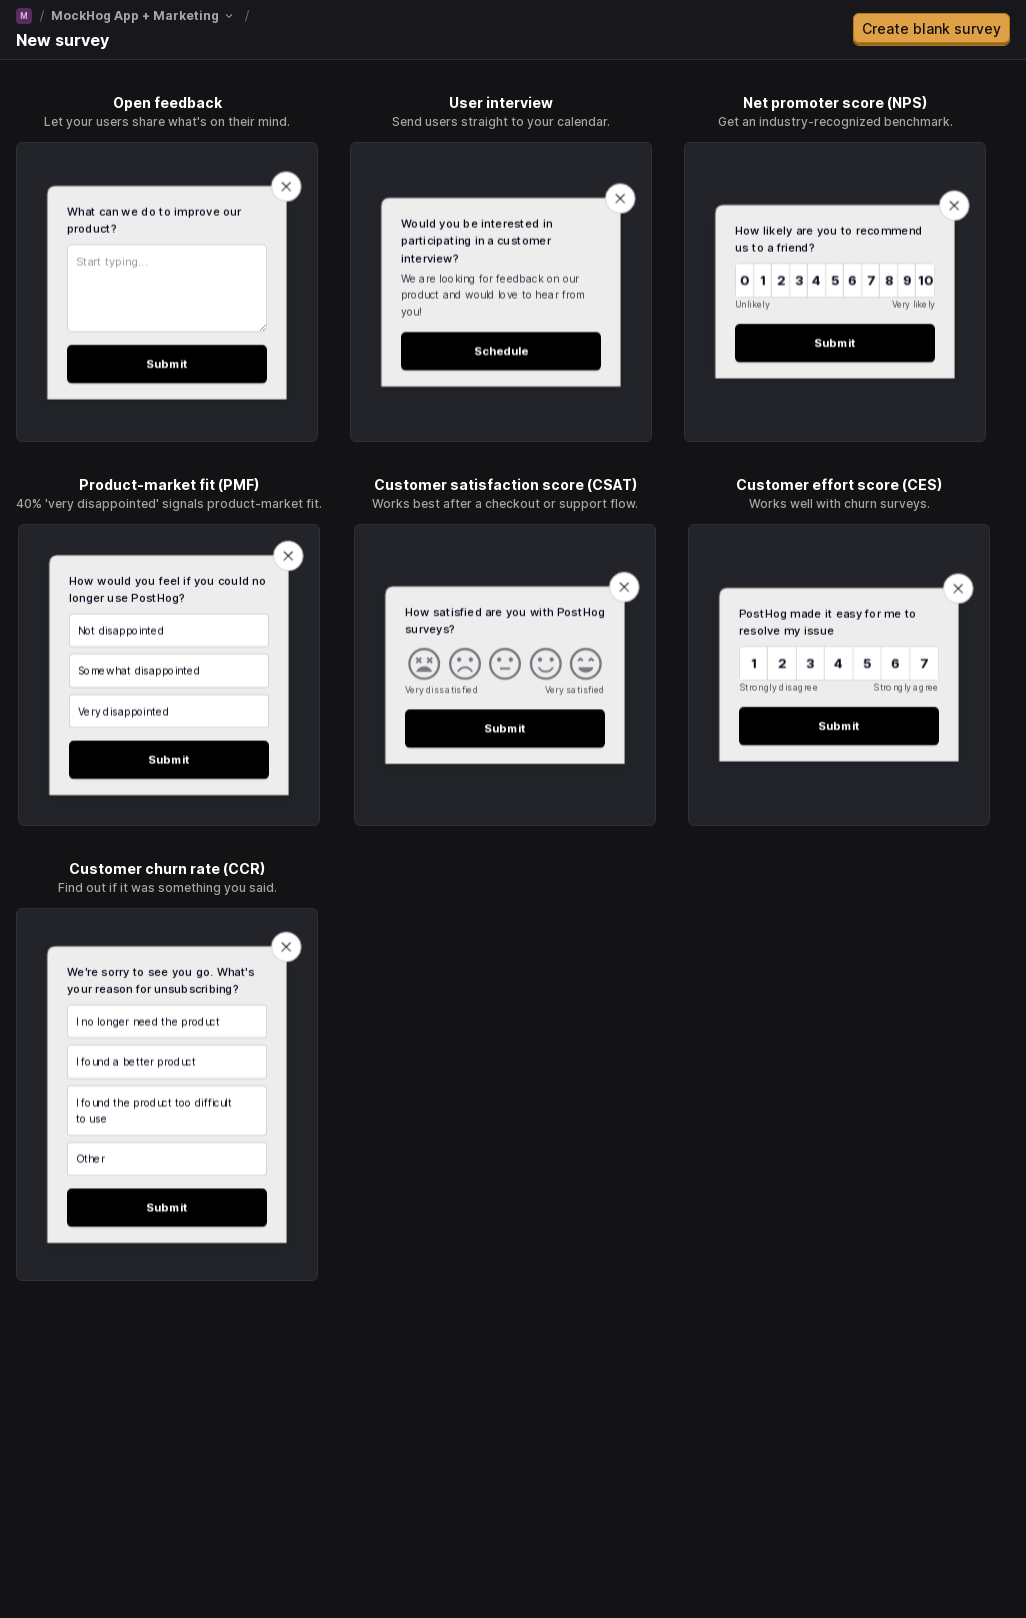 M / MockHog App + Marketing /
New survey
Create blank survey
Open feedback
Let your users share what's on their mind.
What can we do to improve our
product?
Start typing...
Submit
User interview
Send users straight to your calendar.
Would you be interested in
participating in a customer
interview?
We are looking for feedback on our
product and would love to hear from
you!
Schedule
Net promoter score (NPS)
Get an industry-recognized benchmark.
How likely are you to recommend
us to a friend?
0 1 2 3 4 5 6 7 8 9 10
Unlikely Very likely
Submit
Product-market fit (PMF)
40% 'very disappointed' signals product-market fit.
How would you feel if you could no
longer use PostHog?
Not disappointed
Somewhat disappointed
Very disappointed
Submit
Customer satisfaction score (CSAT)
Works best after a checkout or support flow.
How satisfied are you with PostHog
surveys?
Very dissatisfied Very satisfied
Submit
Customer effort score (CES)
Works well with churn surveys.
PostHog made it easy for me to
resolve my issue
1 2 3 4 5 6 7
Strongly disagree Strongly agree
Submit
Customer churn rate (CCR)
Find out if it was something you said.
We're sorry to see you go. What's
your reason for unsubscribing?
I no longer need the product
I found a better product
I found the product too difficult
to use
Other
Submit